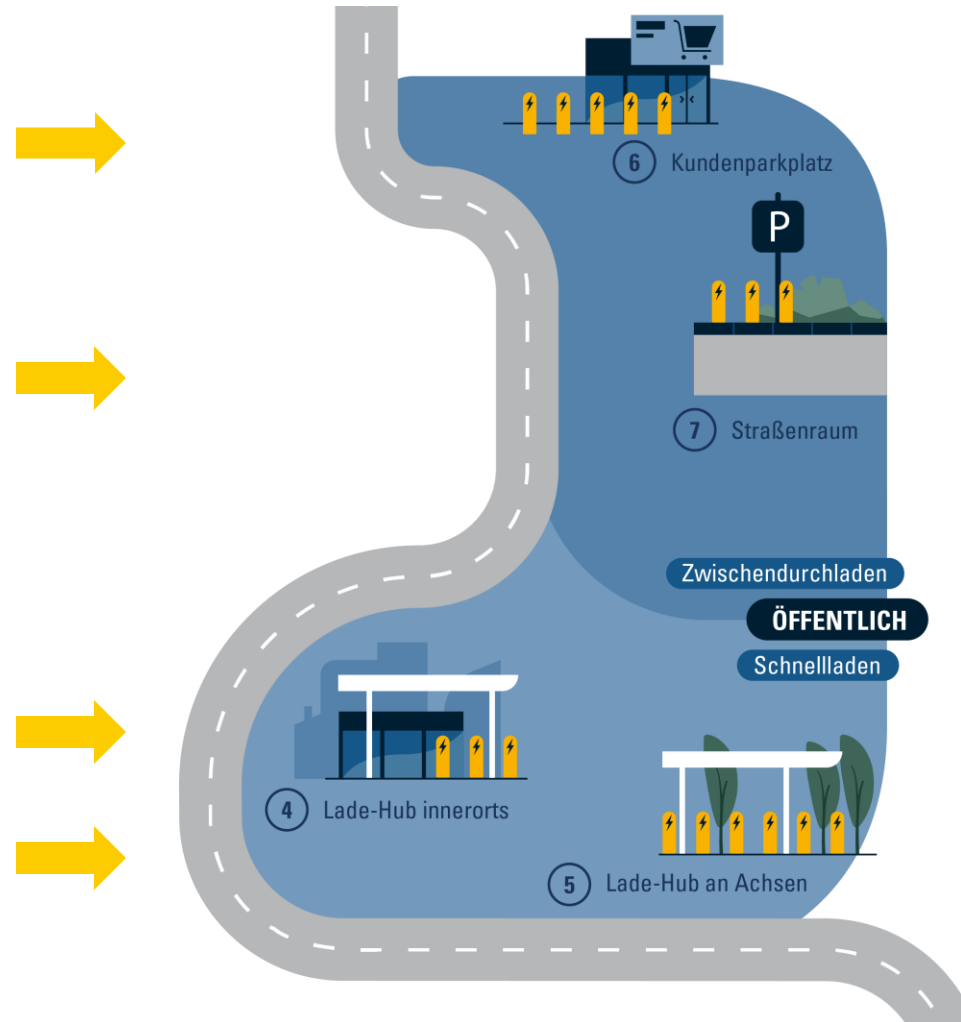 6 Kundenparkplatz
P
7 Straßenraum
Zwischendurchladen
ÖFFENTLICH
Schnellladen
4 Lade-Hub innerorts
5 Lade-Hub an Achsen